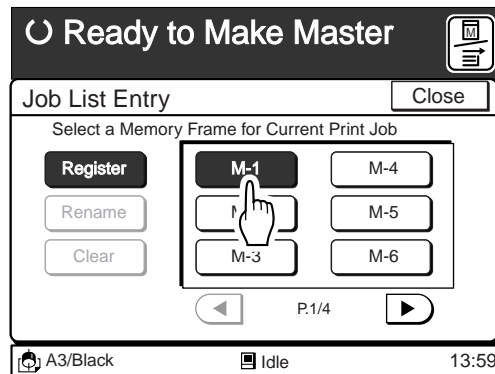 Ready to Make Master
M
Job List Entry Close
Select a Memory Frame for Current Print Job
Register M-1 M-4
Rename M-5
Clear M-3 M-6
P.1/4
A3/Black Idle 13:59